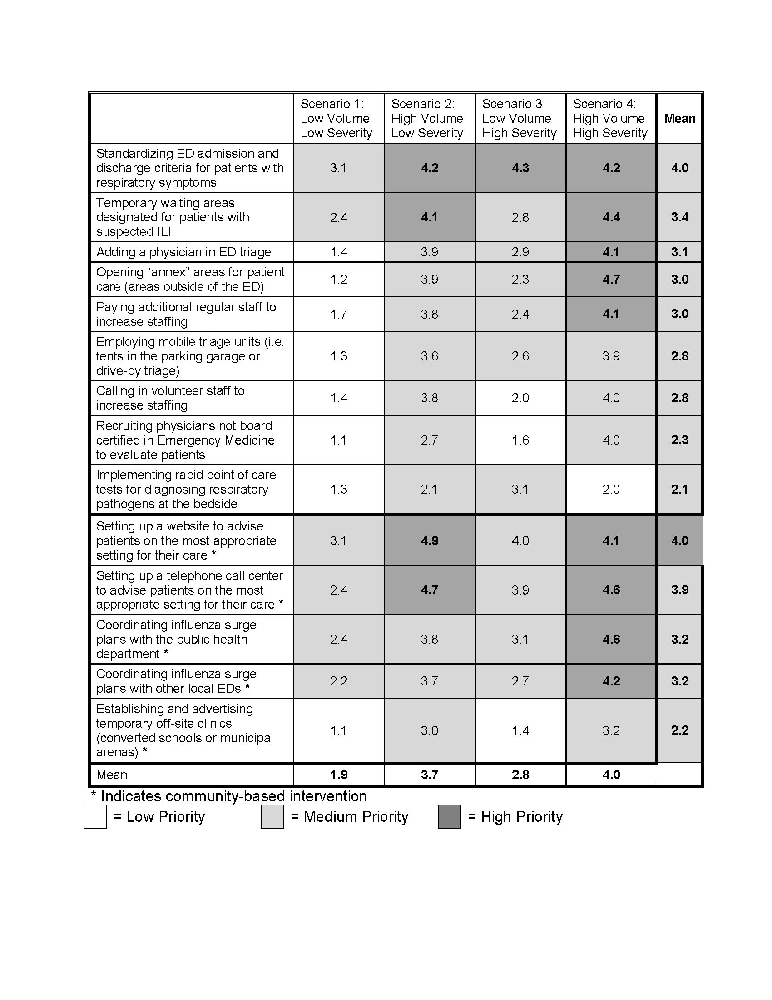 Scenario 1: Scenario 2: Scenario 3: Scenario 4:
Low Volume High Volume Low Volume High Volume Mean
Low Severity Low Severity High Severity High Severity
Standardizing ED admission and
discharge criteria for patients with 3.1 4.2 4.3 4.2 4.0
respiratory symptoms
Temporary waiting areas
designated for patients with 2.4 4.1 2.8 4.4 3.4
suspected ILI
Adding a physician in ED triage 1.4 3.9 2.9 4.1 3.1
Opening “annex” areas for patient
care (areas outside of the ED) 1.2 3.9 2.3 4.7 3.0
Paying additional regular staff to
increase staffing 1.7 3.8 2.4 4.1 3.0
Employing mobile triage units (i.e.
tents in the parking garage or 1.3 3.6 2.6 3.9 2.8
drive-by triage)
Calling in volunteer staff to
increase staffing 1.4 3.8 2.0 4.0 2.8
Recruiting physicians not board
certified in Emergency Medicine 1.1 2.7 1.6 4.0 2.3
to evaluate patients
Implementing rapid point of care
tests for diagnosing respiratory 1.3 2.1 3.1 2.0 2.1
pathogens at the bedside
Setting up a website to advise
patients on the most appropriate 3.1 4.9 4.0 4.1 4.0
setting for their care *
Setting up a telephone call center
to advise patients on the most 2.4 4.7 3.9 4.6 3.9
appropriate setting for their care *
Coordinating influenza surge
plans with the public health 2.4 3.8 3.1 4.6 3.2
department *
Coordinating influenza surge
plans with other local EDs * 2.2 3.7 2.7 4.2 3.2
Establishing and advertising
temporary off-site clinics
(converted schools or municipal 1.1 3.0 1.4 3.2 2.2
arenas) *
Mean 1.9 3.7 2.8 4.0
* Indicates community-based intervention
= Low Priority = Medium Priority = High Priority